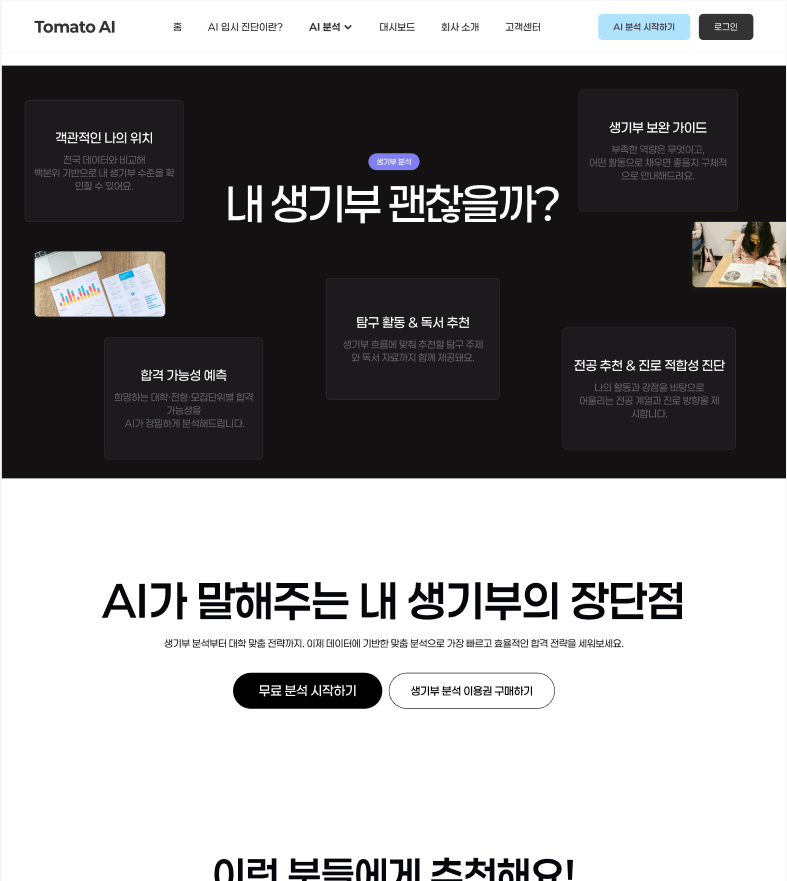 Tomato AI
홈
AI 입시 진단이란?
AI 분석
대시보드
회사 소개
고객센터
AI 분석 시작하기
로그인
객관적인 나의 위치
전국 데이터와 비교해
백분위 기반으로 내 생기부 수준을 확
인할 수 있어요.
생기부 보완 가이드
부족한 역량은 무엇이고,
어떤 활동으로 채우면 좋을지 구체적
으로 안내해드려요.
생기부 분석
내 생기부 괜찮을까?
탐구 활동 & 독서 추천
생기부 흐름에 맞춰 추천할 탐구 주제
와 독서 자료까지 함께 제공돼요.
합격 가능성 예측
희망하는 대학·전형·모집단위별 합격
가능성을
AI가 정밀하게 분석해드립니다.
전공 추천 & 진로 적합성 진단
나의 활동과 강점을 바탕으로
어울리는 전공 계열과 진로 방향을 제
시합니다.
AI가 말해주는 내 생기부의 장단점
생기부 분석부터 대학 맞춤 전략까지. 이제 데이터에 기반한 맞춤 분석으로 가장 빠르고 효율적인 합격 전략을 세워보세요.
무료 분석 시작하기
생기부 분석 이용권 구매하기
이런 분들에게 추천해요!